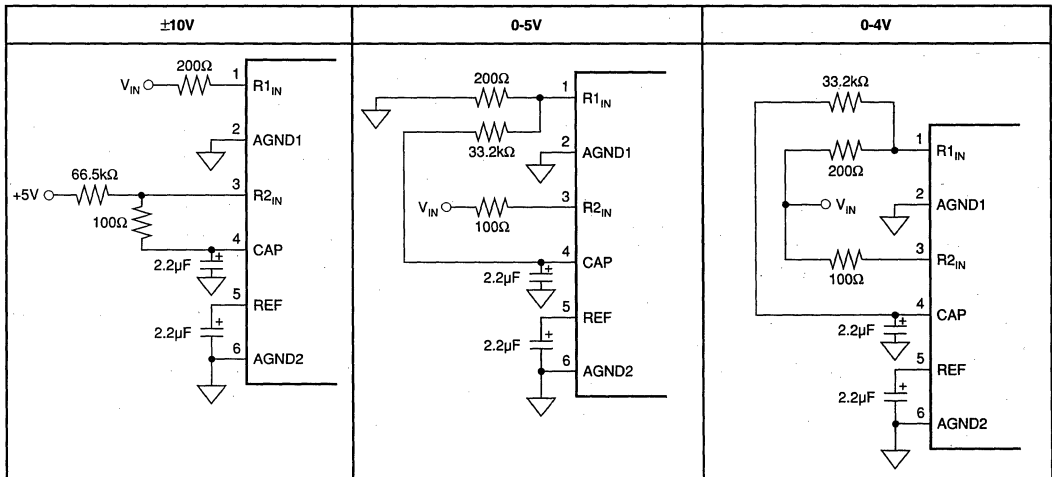 ±10V
200Ω
V_IN
1
R1_IN
2
AGND1
66.5kΩ
+5V
3
R2_IN
100Ω
4
CAP
2.2µF
+
5
REF
2.2µF
+
6
AGND2
0-5V
200Ω
1
R1_IN
33.2kΩ
2
AGND1
V_IN
3
R2_IN
100Ω
4
CAP
2.2µF
+
5
REF
2.2µF
+
6
AGND2
0-4V
33.2kΩ
1
R1_IN
200Ω
V_IN
2
AGND1
3
R2_IN
100Ω
4
CAP
2.2µF
+
5
REF
2.2µF
+
6
AGND2